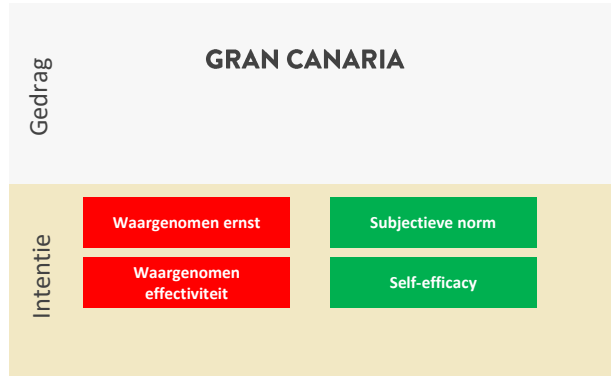 Gedrag
GRAN CANARIA
Intentie
Waargenomen ernst
Subjectieve norm
Waargenomen
effectiviteit
Self-efficacy